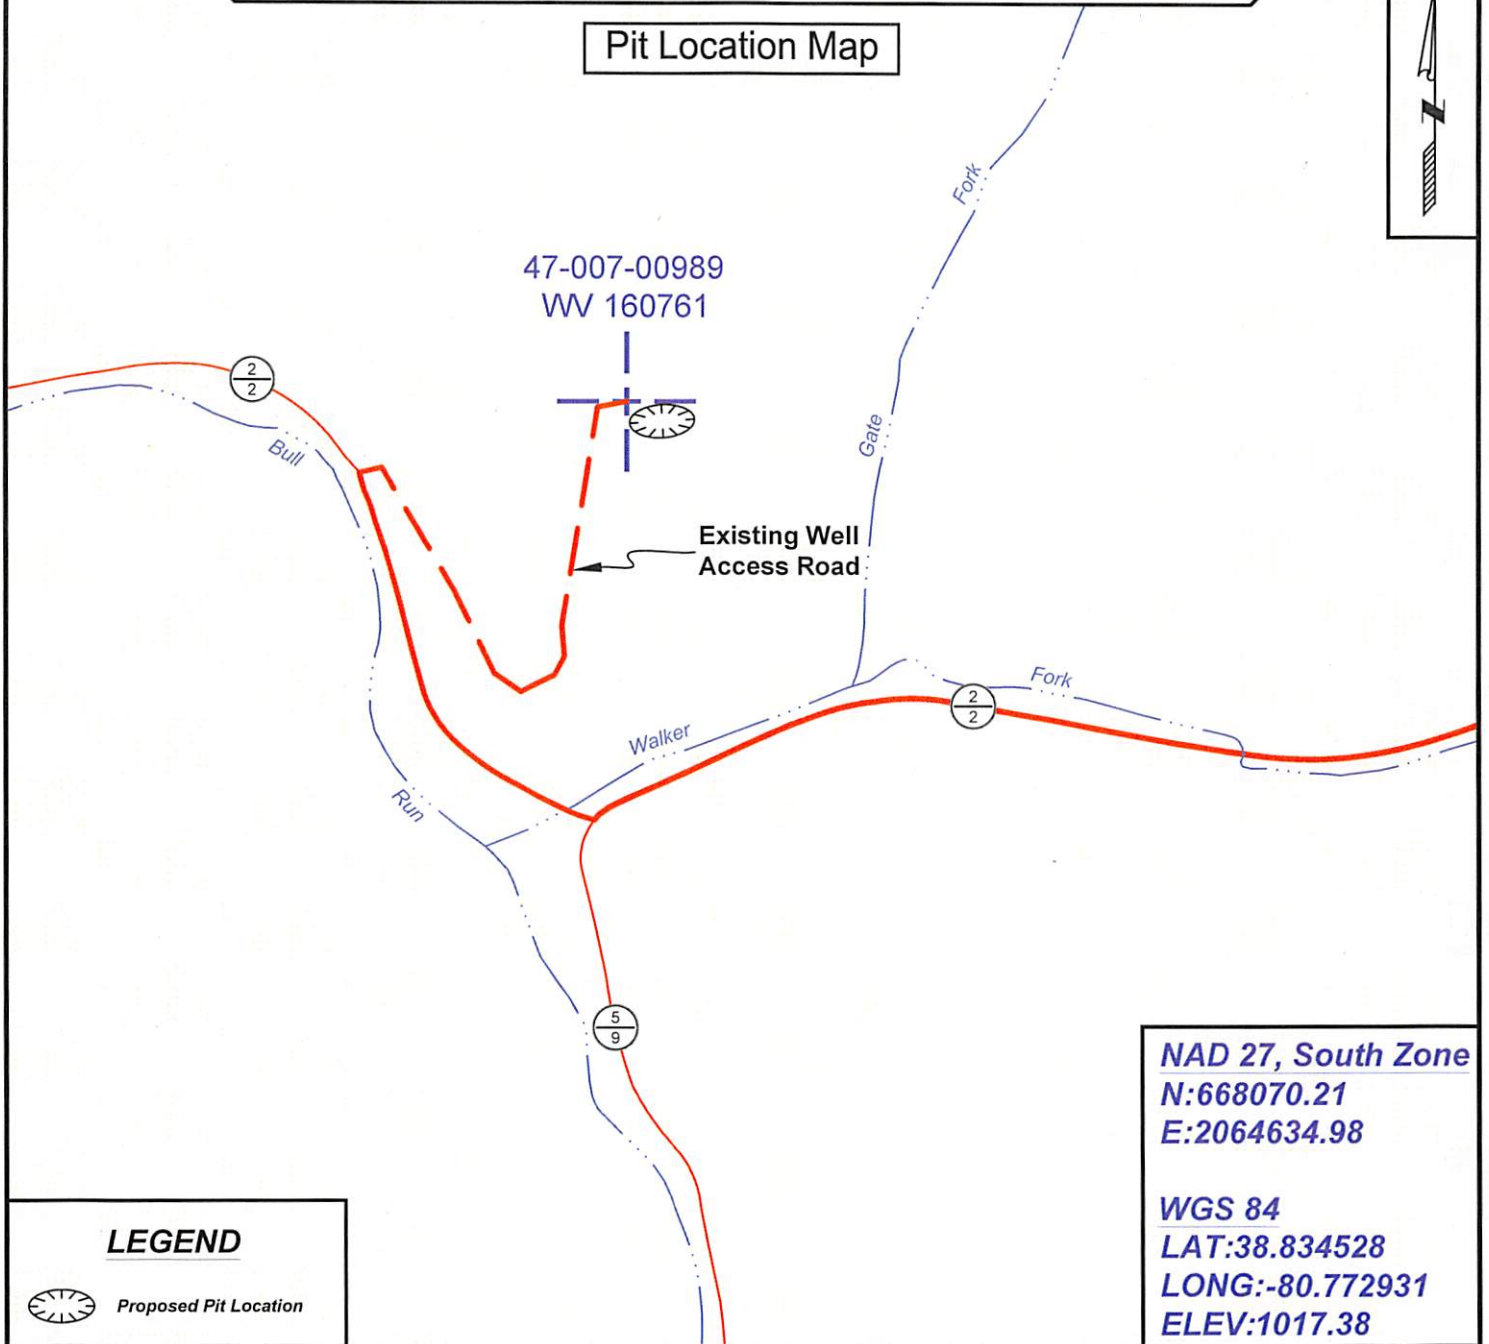 Pit Location Map
N
Fork
47-007-00989
WV 160761
2
2
Bull
Gate
Existing Well
Access Road
Fork
2
2
Walker
Run
5
9
NAD 27, South Zone
N:668070.21
E:2064634.98
WGS 84
LAT:38.834528
LONG:-80.772931
ELEV:1017.38
LEGEND
Proposed Pit Location